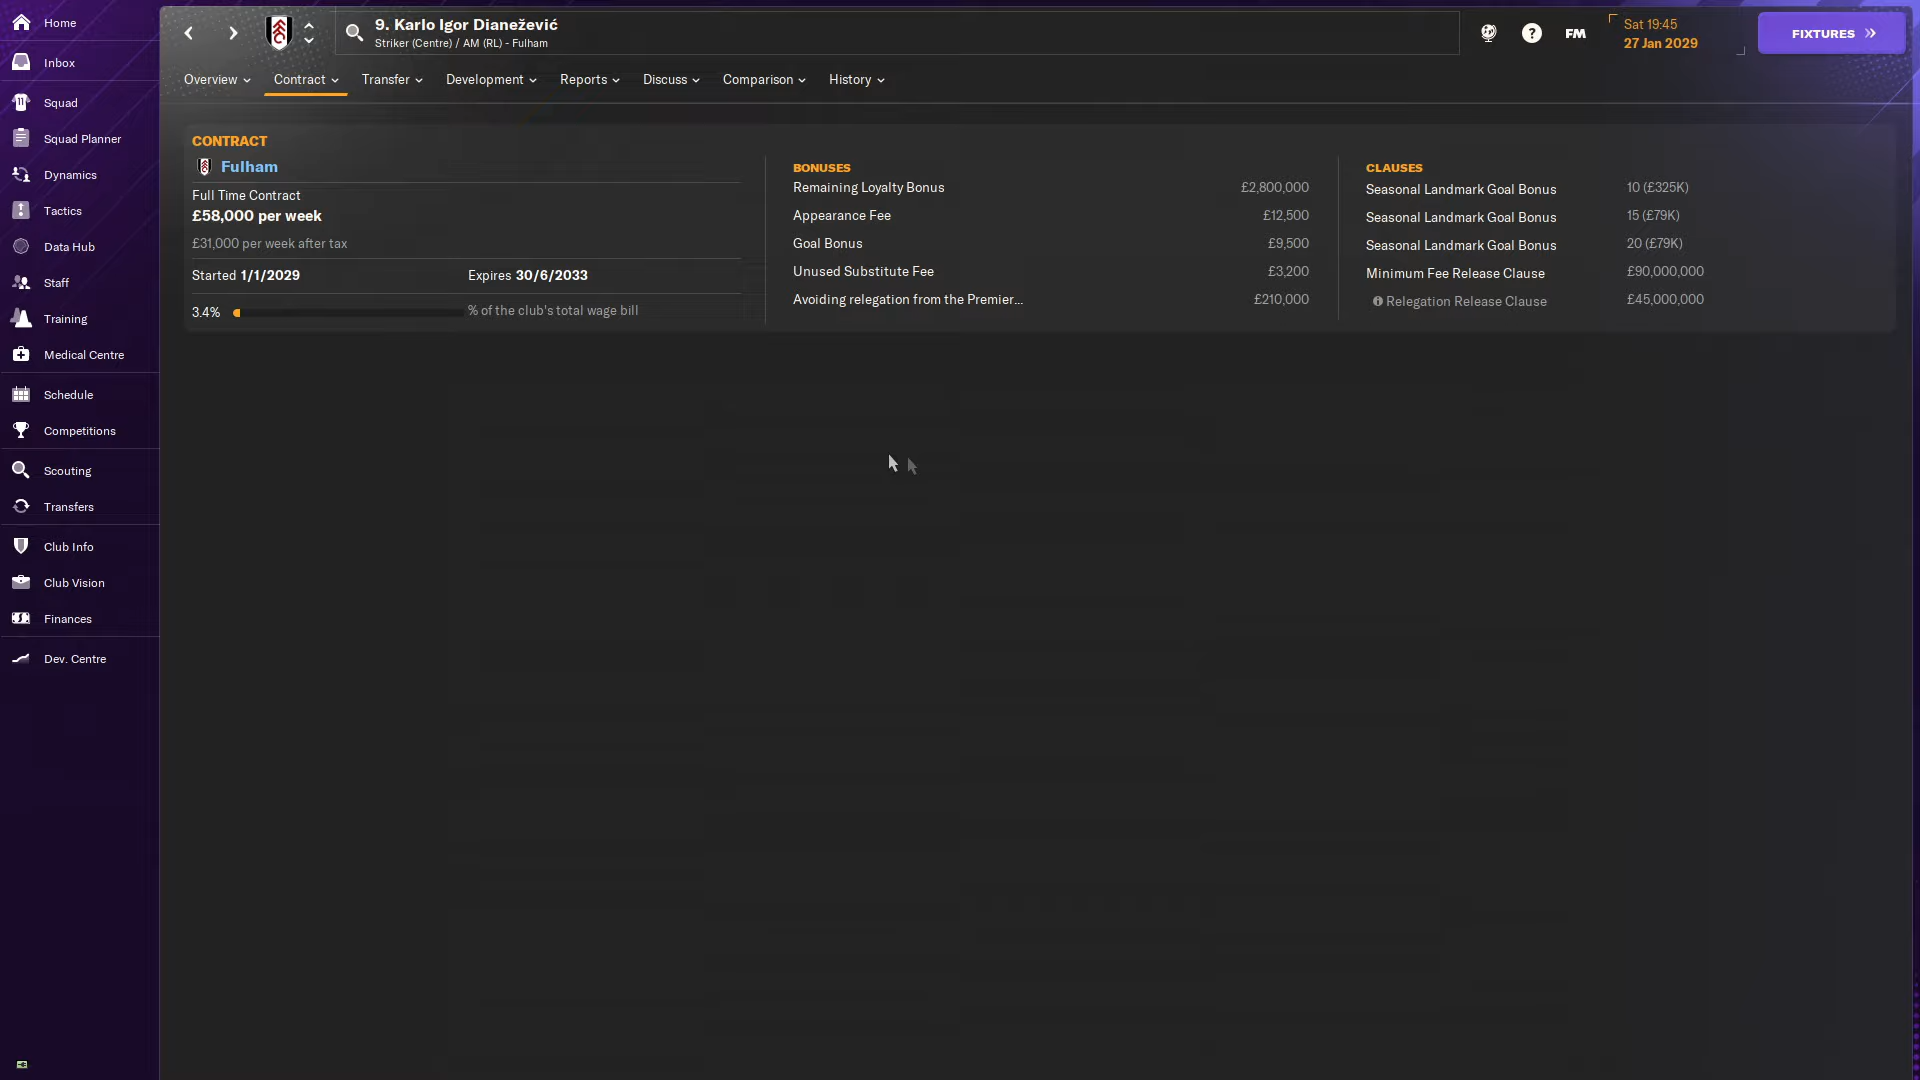 Home
Inbox
Squad
Squad Planner
Dynamics
Tactics
Data Hub
Staff
Training
Medical Centre
Schedule
Competitions
Scouting
Transfers
Club Info
Club Vision
Finances
Dev. Centre
9. Karlo Igor Dianežević
Striker (Centre) / AM (RL) - Fulham
?
FM
Sat 19:45
27 Jan 2029
FIXTURES
Overview Contract Transfer Development Reports Discuss Comparison History
CONTRACT
Fulham
Full Time Contract
£58,000 per week
£31,000 per week after tax
Started 1/1/2029 Expires 30/6/2033
3.4% % of the club's total wage bill
BONUSES
Remaining Loyalty Bonus £2,800,000
Appearance Fee £12,500
Goal Bonus £9,500
Unused Substitute Fee £3,200
Avoiding relegation from the Premier... £210,000
CLAUSES
Seasonal Landmark Goal Bonus 10 (£325K)
Seasonal Landmark Goal Bonus 15 (£79K)
Seasonal Landmark Goal Bonus 20 (£79K)
Minimum Fee Release Clause £90,000,000
Relegation Release Clause £45,000,000